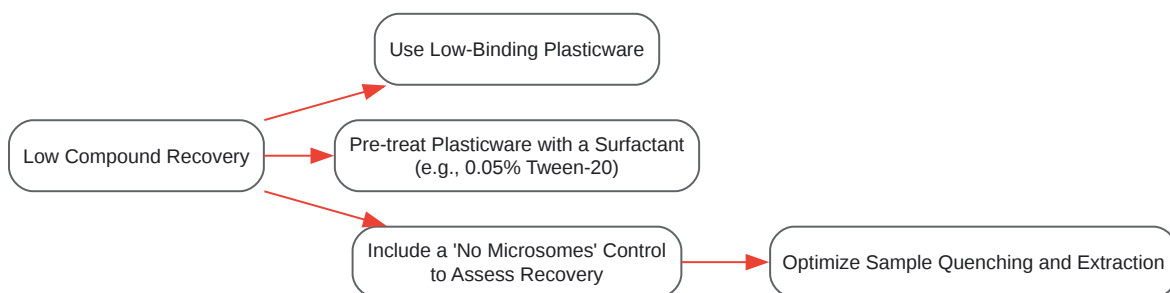 Use Low-Binding Plasticware
Low Compound Recovery
Pre-treat Plasticware with a Surfactant
(e.g., 0.05% Tween-20)
Include a 'No Microsomes' Control
to Assess Recovery
Optimize Sample Quenching and Extraction